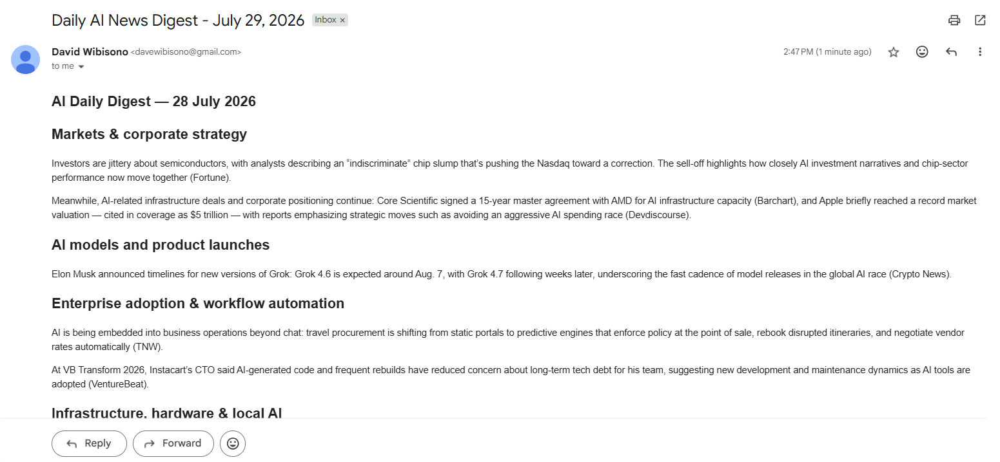 Daily AI News Digest - July 29, 2026 Inbox ×
David Wibisono <davewibisono@gmail.com> 2:47 PM (1 minute ago)
to me
AI Daily Digest — 28 July 2026
Markets & corporate strategy
Investors are jittery about semiconductors, with analysts describing an “indiscriminate” chip slump that’s pushing the Nasdaq toward a correction. The sell-off highlights how closely AI investment narratives and chip-sector
performance now move together (Fortune).
Meanwhile, AI-related infrastructure deals and corporate positioning continue: Core Scientific signed a 15-year master agreement with AMD for AI infrastructure capacity (Barchart), and Apple briefly reached a record market
valuation — cited in coverage as $5 trillion — with reports emphasizing strategic moves such as avoiding an aggressive AI spending race (Devdiscourse).
AI models and product launches
Elon Musk announced timelines for new versions of Grok: Grok 4.6 is expected around Aug. 7, with Grok 4.7 following weeks later, underscoring the fast cadence of model releases in the global AI race (Crypto News).
Enterprise adoption & workflow automation
AI is being embedded into business operations beyond chat: travel procurement is shifting from static portals to predictive engines that enforce policy at the point of sale, rebook disrupted itineraries, and negotiate vendor
rates automatically (TNW).
At VB Transform 2026, Instacart’s CTO said AI-generated code and frequent rebuilds have reduced concern about long-term tech debt for his team, suggesting new development and maintenance dynamics as AI tools are
adopted (VentureBeat).
Infrastructure, hardware & local AI
Reply Forward